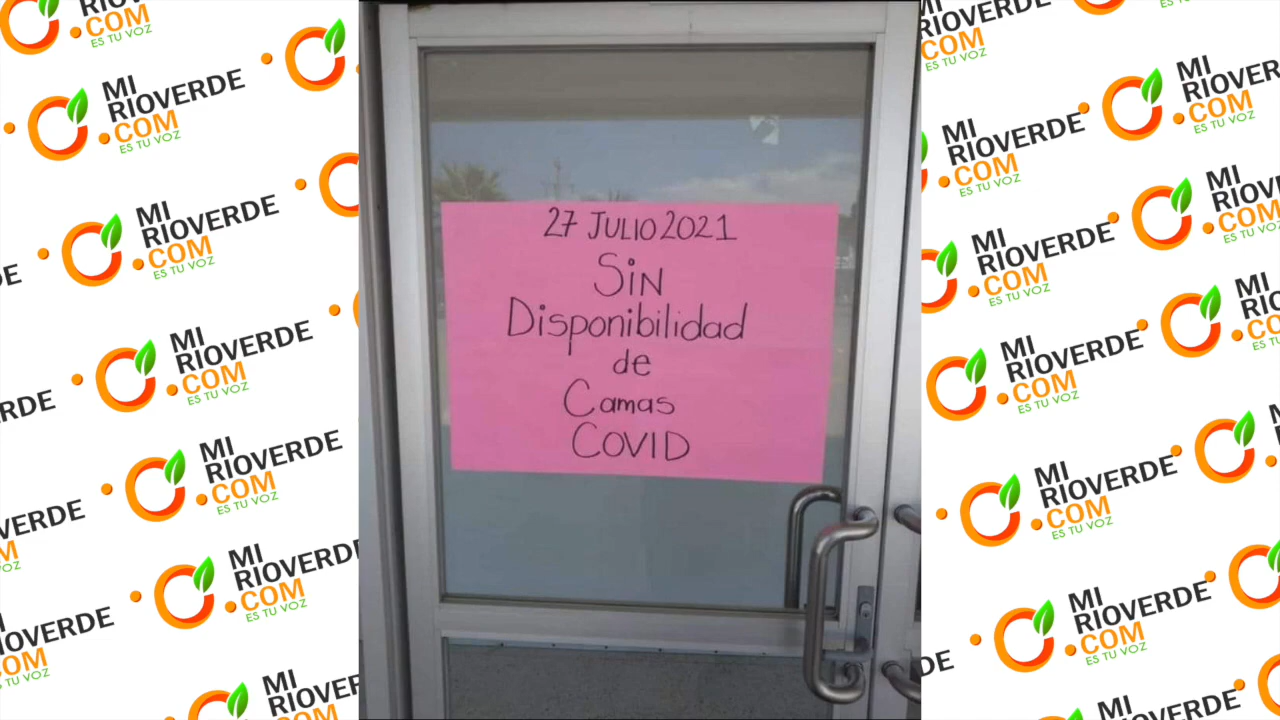 27 JULIO 2021
SiN
Disponibilidad
de
Camas
COVID
MI
RIOVERDE
.COM
ES TU VOZ